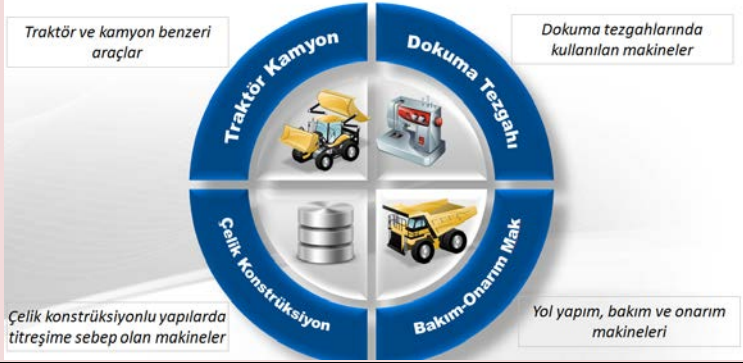 Traktör ve kamyon benzeri
araçlar
Traktör Kamyon
Dokuma Tezgahı
Dokuma tezgahlarında
kullanılan makineler
Çelik konstrüksiyonlu yapılarda
titreşime sebep olan makineler
Çelik Konstrüksiyon
Bakım-Onarım Mak
Yol yapım, bakım ve onarım
makineleri